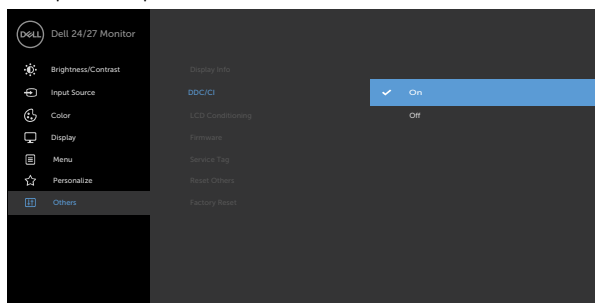 DELL Dell 24/27 Monitor
Brightness/Contrast Display Info
Input Source DDC/CI On
Color LCD Conditioning Off
Display Firmware
Menu Service Tag
Personalize Reset Others
Others Factory Reset